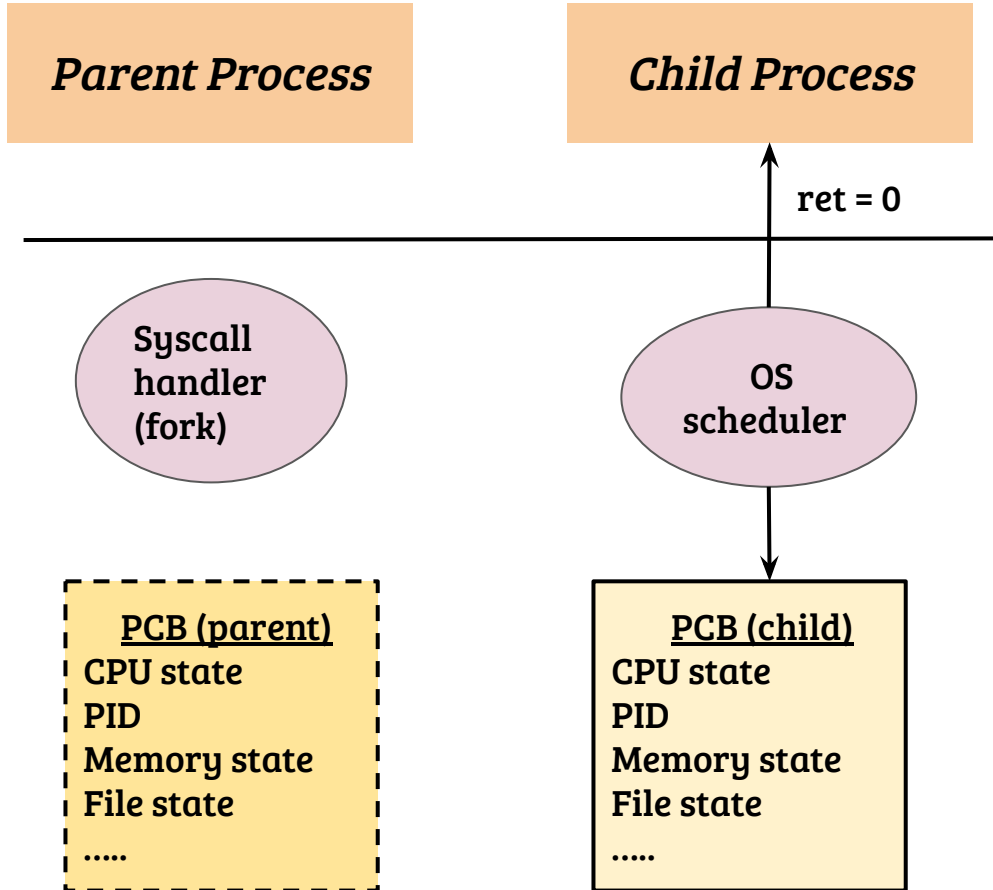 Parent Process
Child Process
ret = 0
Syscall
handler
(fork)
OS
scheduler
PCB (parent)
CPU state
PID
Memory state
File state
.....
PCB (child)
CPU state
PID
Memory state
File state
.....